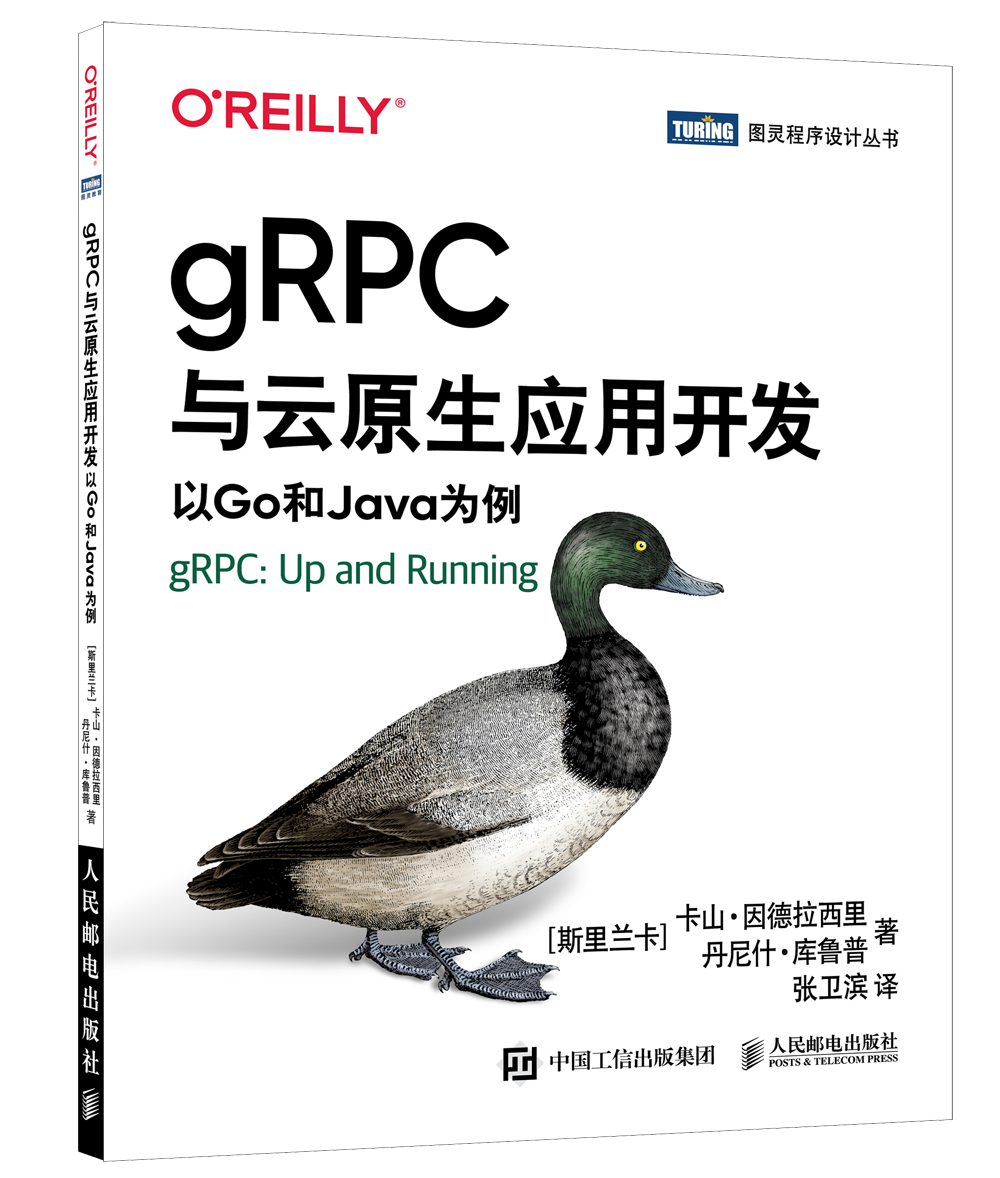 O'REILLY®
TURING 图灵程序设计丛书
gRPC
与云原生应用开发
以Go和Java为例
gRPC: Up and Running
[斯里兰卡] 卡山·因德拉西里
丹尼什·库鲁普 著
张卫滨 译
中国工信出版集团
人民邮电出版社
POSTS & TELECOM PRESS
O'REILLY®
TURING
图灵教育
gRPC与云原生应用开发 以Go和Java为例
[斯里兰卡] 卡山·因德拉西里
丹尼什·库鲁普 著
人民邮电出版社